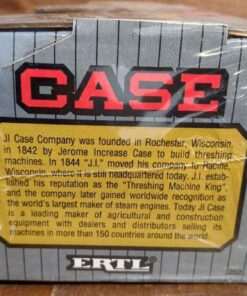 CASE
JI Case Company was founded in Rochester, Wisconsin,
in 1842 by Jerome Increase Case to build threshing
machines. In 1844 "J.I." moved his company to Racine,
Wisconsin, where it is still headquartered today. J.I. estab-
lished his reputation as the "Threshing Machine King",
and the company later gained worldwide recognition as
the world's largest maker of steam engines. Today JI Case
is a leading maker of agricultural and construction
equipment with dealers and distributors selling its
machines in more than 150 countries around the world.
ERTL